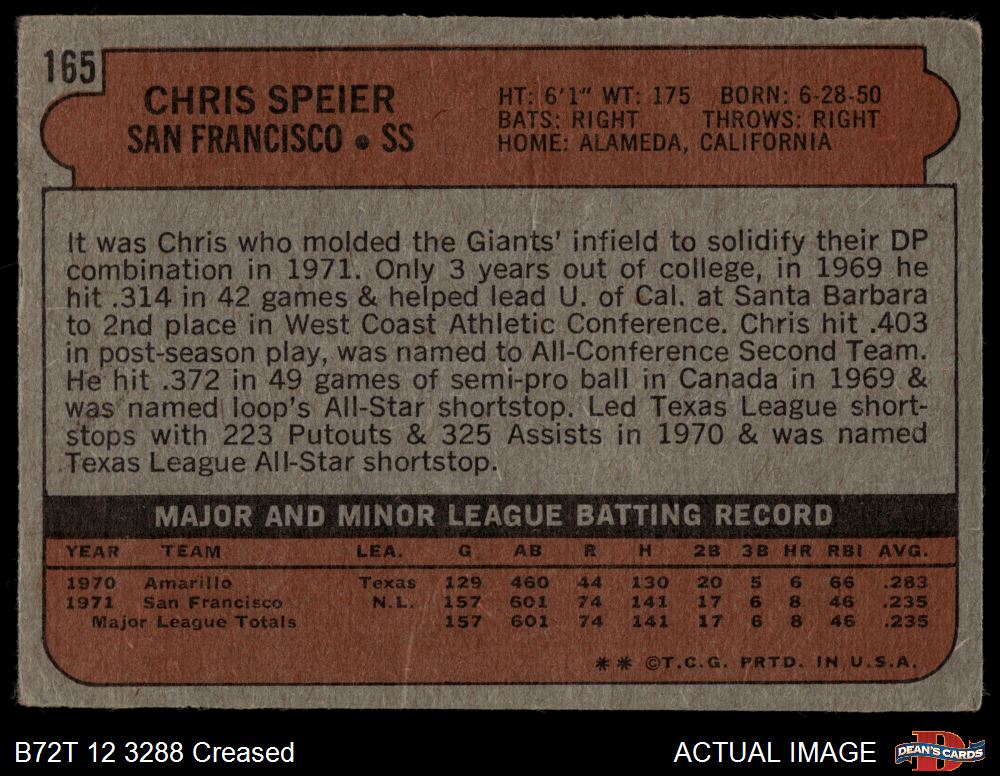 165
CHRIS SPEIER
SAN FRANCISCO • SS
HT: 6'1" WT: 175 BORN: 6-28-50
BATS: RIGHT THROWS: RIGHT
HOME: ALAMEDA, CALIFORNIA
It was Chris who molded the Giants' infield to solidify their DP
combination in 1971. Only 3 years out of college, in 1969 he
hit .314 in 42 games & helped lead U. of Cal. at Santa Barbara
to 2nd place in West Coast Athletic Conference. Chris hit .403
in post-season play, was named to All-Conference Second Team.
He hit .372 in 49 games of semi-pro ball in Canada in 1969 &
was named loop's All-Star shortstop. Led Texas League short-
stops with 223 Putouts & 325 Assists in 1970 & was named
Texas League All-Star shortstop.
MAJOR AND MINOR LEAGUE BATTING RECORD
YEAR TEAM LEA. G AB R H 2B 3B HR RBI AVG.
1970 Amarillo Texas 129 460 44 130 20 5 6 66 .283
1971 San Francisco N.L. 157 601 74 141 17 6 8 46 .235
Major League Totals 157 601 74 141 17 6 8 46 .235
** ©T.C.G. PRTD. IN U.S.A.
B72T 12 3288 Creased
ACTUAL IMAGE
D
DEAN'S CARDS